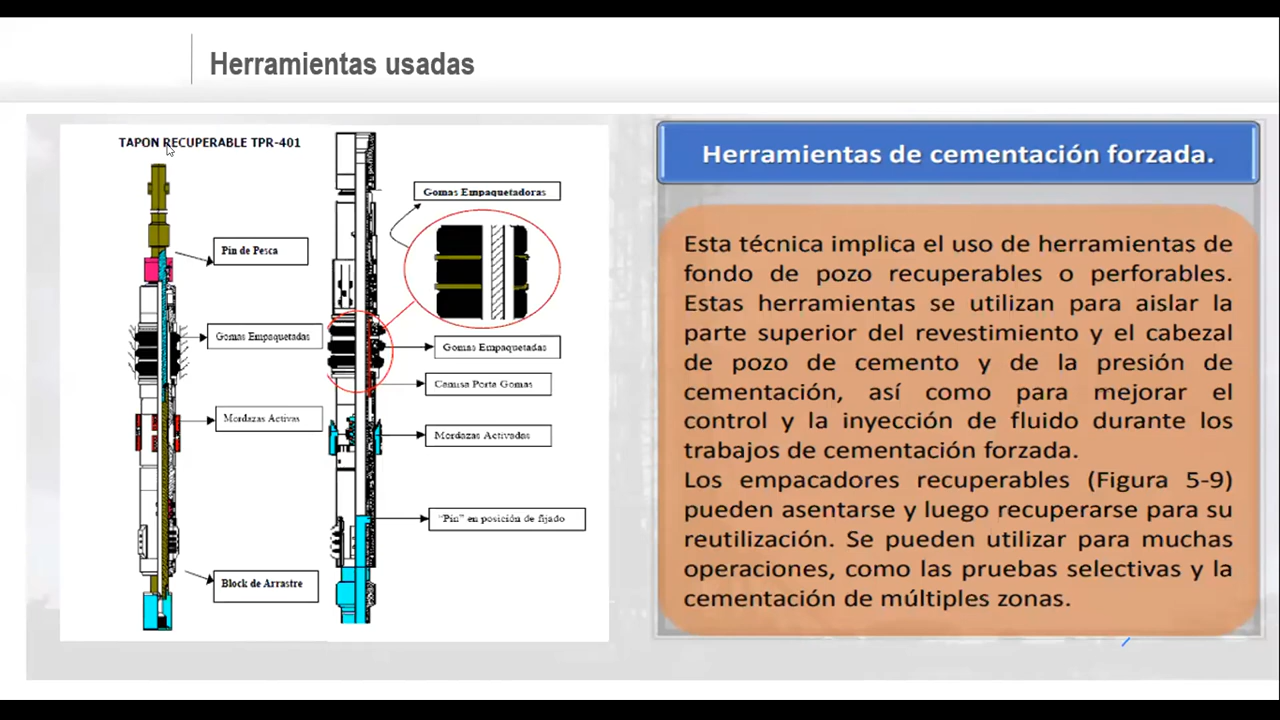 Herramientas usadas
TAPON RECUPERABLE TPR-401
Pin de Pesca
Gomas Empaquetadas
Mordazas Activas
Block de Arrastre
Gomas Empaquetadoras
Gomas Empaquetadas
Camisa Porta Gomas
Mordazas Activadas
"Pin" en posición de fijado
Herramientas de cementación forzada.
Esta técnica implica el uso de herramientas de
fondo de pozo recuperables o perforables.
Estas herramientas se utilizan para aislar la
parte superior del revestimiento y el cabezal
de pozo de cemento y de la presión de
cementación, así como para mejorar el
control y la inyección de fluido durante los
trabajos de cementación forzada.
Los empacadores recuperables (Figura 5-9)
pueden asentarse y luego recuperarse para su
reutilización. Se pueden utilizar para muchas
operaciones, como las pruebas selectivas y la
cementación de múltiples zonas.